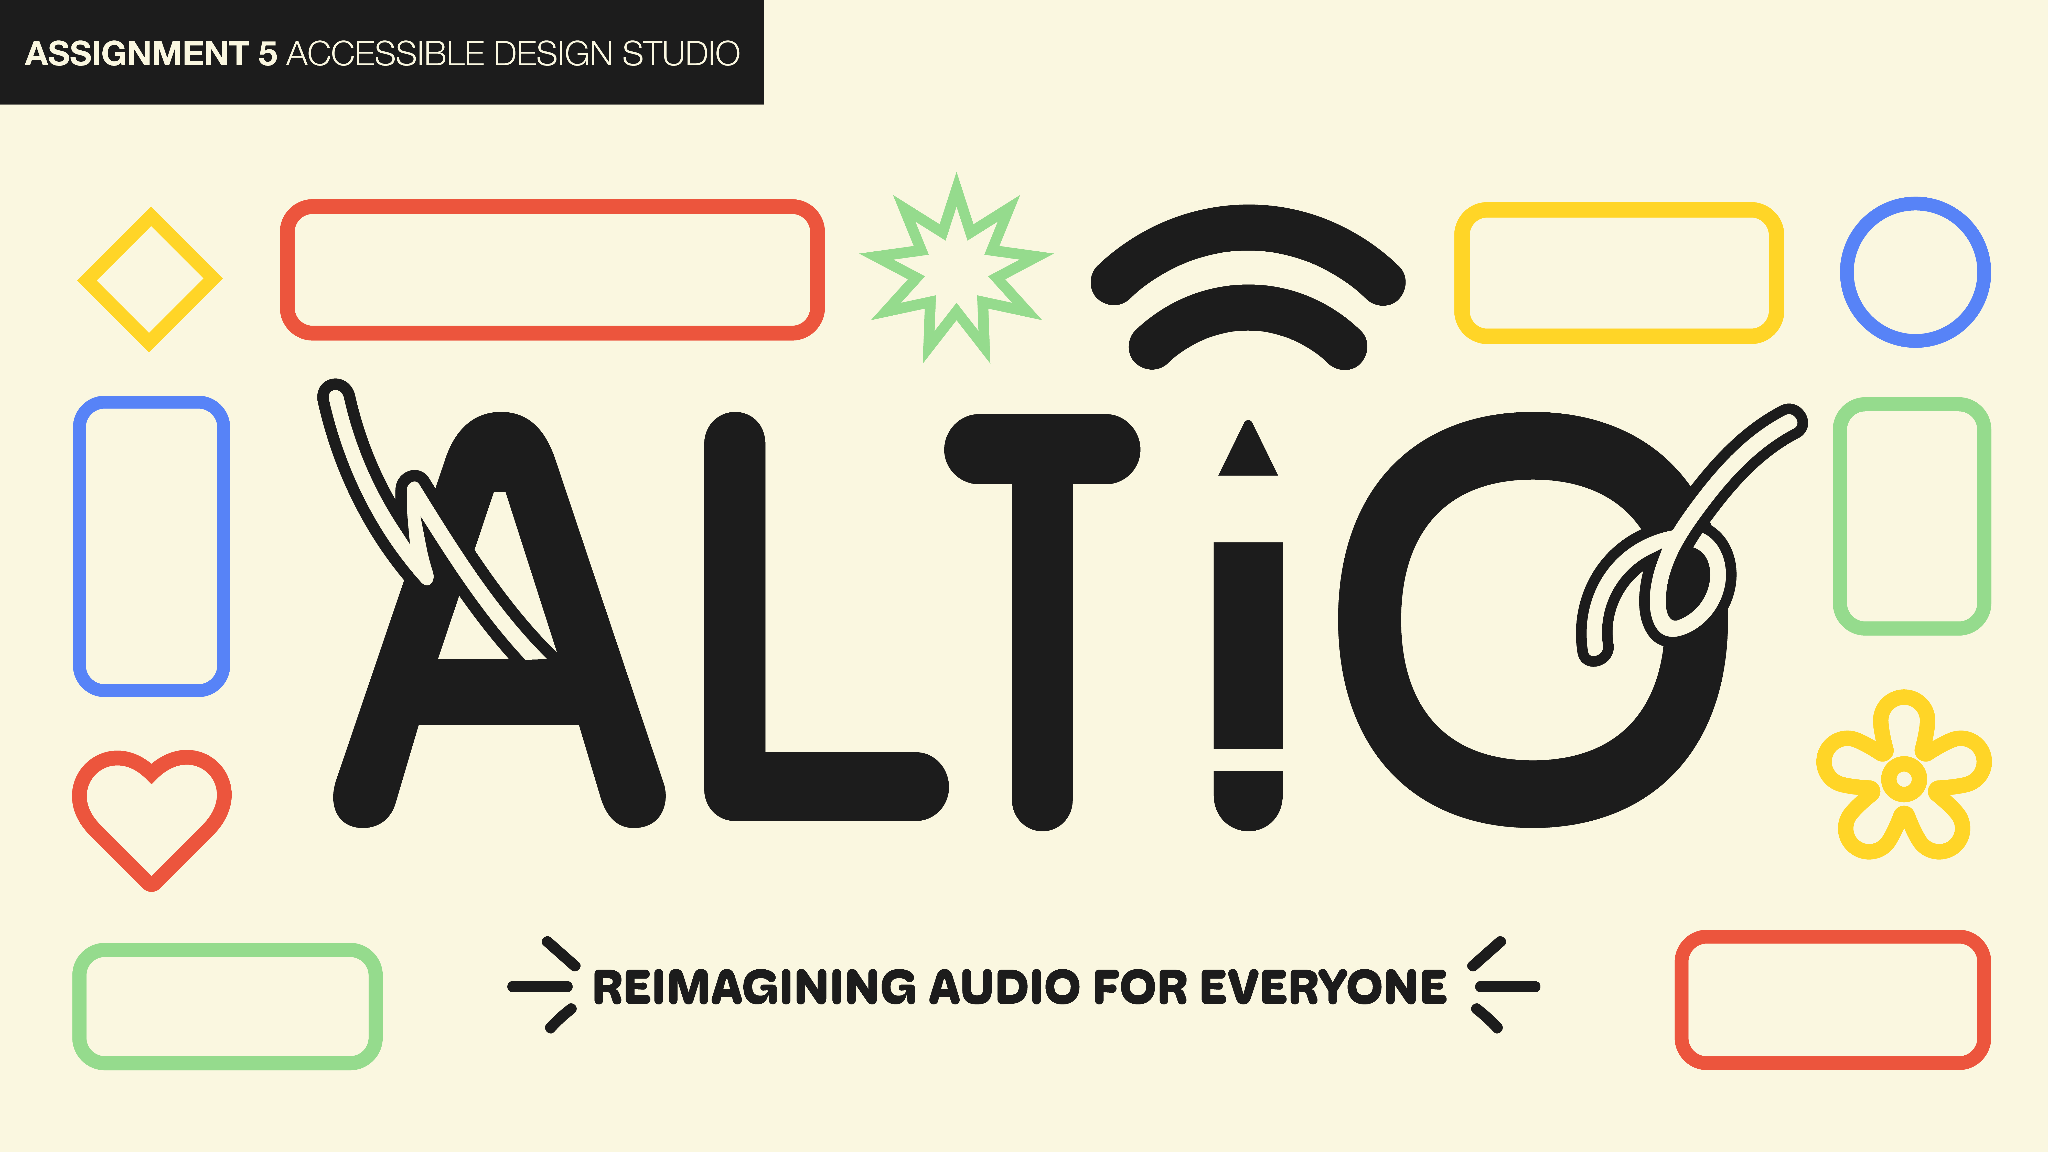 ASSIGNMENT 5 ACCESSIBLE DESIGN STUDIO
ALTiO
REIMAGINING AUDIO FOR EVERYONE